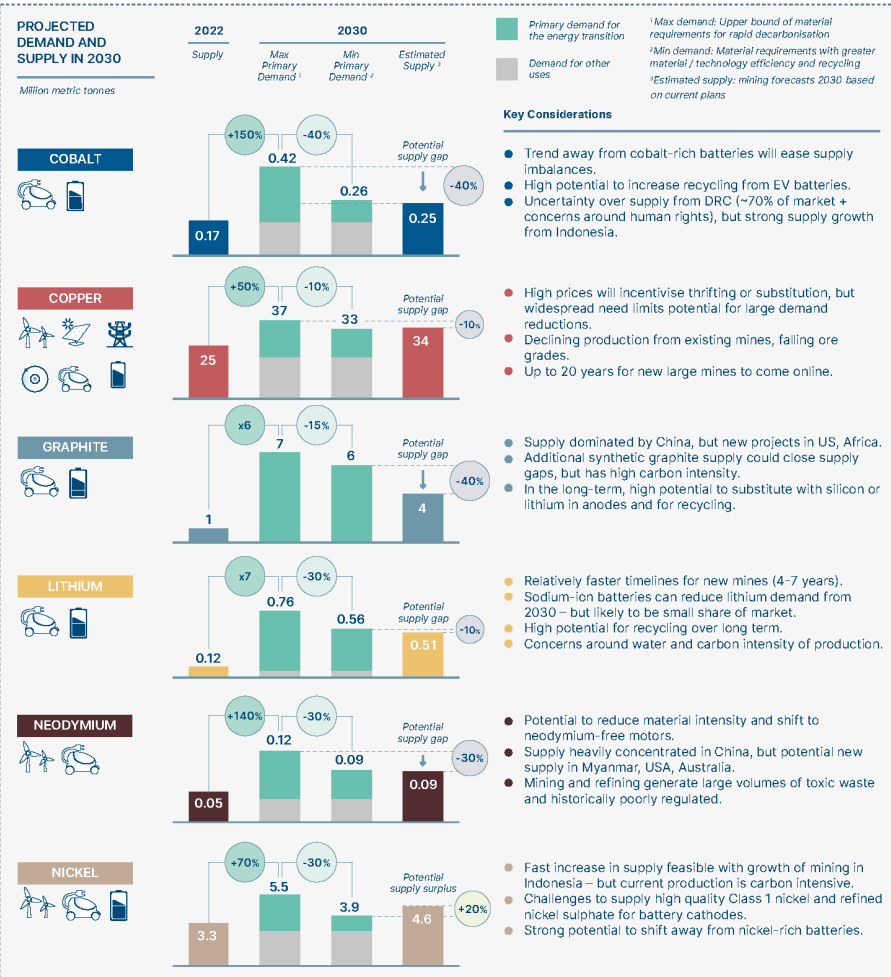 PROJECTED
DEMAND AND
SUPPLY IN 2030
Million metric tonnes
2022
Supply
2030
Max
Primary
Demand ¹
Min
Primary
Demand ²
Estimated
Supply ³
Primary demand for
the energy transition
Demand for other
uses
¹Max demand: Upper bound of material
requirements for rapid decarbonisation
²Min demand: Material requirements with greater
material / technology efficiency and recycling
³Estimated supply: mining forecasts 2030 based
on current plans
Key Considerations
COBALT
+150%
-40%
0.17
0.42
0.26
0.25
Potential
supply gap
-40%
Trend away from cobalt-rich batteries will ease supply
imbalances.
High potential to increase recycling from EV batteries.
Uncertainty over supply from DRC (~70% of market +
concerns around human rights), but strong supply growth
from Indonesia.
COPPER
+50%
-10%
25
37
33
34
Potential
supply gap
-10%
High prices will incentivise thrifting or substitution, but
widespread need limits potential for large demand
reductions.
Declining production from existing mines, falling ore
grades.
Up to 20 years for new large mines to come online.
GRAPHITE
x6
-15%
1
7
6
4
Potential
supply gap
-40%
Supply dominated by China, but new projects in US, Africa.
Additional synthetic graphite supply could close supply
gaps, but has high carbon intensity.
In the long-term, high potential to substitute with silicon or
lithium in anodes and for recycling.
LITHIUM
x7
-30%
0.12
0.76
0.56
0.51
Potential
supply gap
-10%
Relatively faster timelines for new mines (4-7 years).
Sodium-ion batteries can reduce lithium demand from
2030 – but likely to be small share of market.
High potential for recycling over long term.
Concerns around water and carbon intensity of production.
NEODYMIUM
+140%
-30%
0.05
0.12
0.09
0.09
Potential
supply gap
-30%
Potential to reduce material intensity and shift to
neodymium-free motors.
Supply heavily concentrated in China, but potential new
supply in Myanmar, USA, Australia.
Mining and refining generate large volumes of toxic waste
and historically poorly regulated.
NICKEL
+70%
-30%
3.3
5.5
3.9
4.6
Potential
supply surplus
+20%
Fast increase in supply feasible with growth of mining in
Indonesia – but current production is carbon intensive.
Challenges to supply high quality Class 1 nickel and refined
nickel sulphate for battery cathodes.
Strong potential to shift away from nickel-rich batteries.